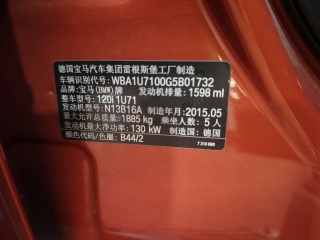 德国宝马汽车集团雷根斯堡工厂制造
车辆识别代号: WBA1U7100G5B01732
品牌: 宝马(BMW)牌 发动机排量: 1598 ml
整车型号: 120i 1U71
发动机型号: N13B16A 制造年月: 2015.05
最大允许总质量: 1885 kg 乘坐人数: 5 人
发动机最大净功率: 130 kW 制造国: 德国
颜色代码/色圈: B44/2